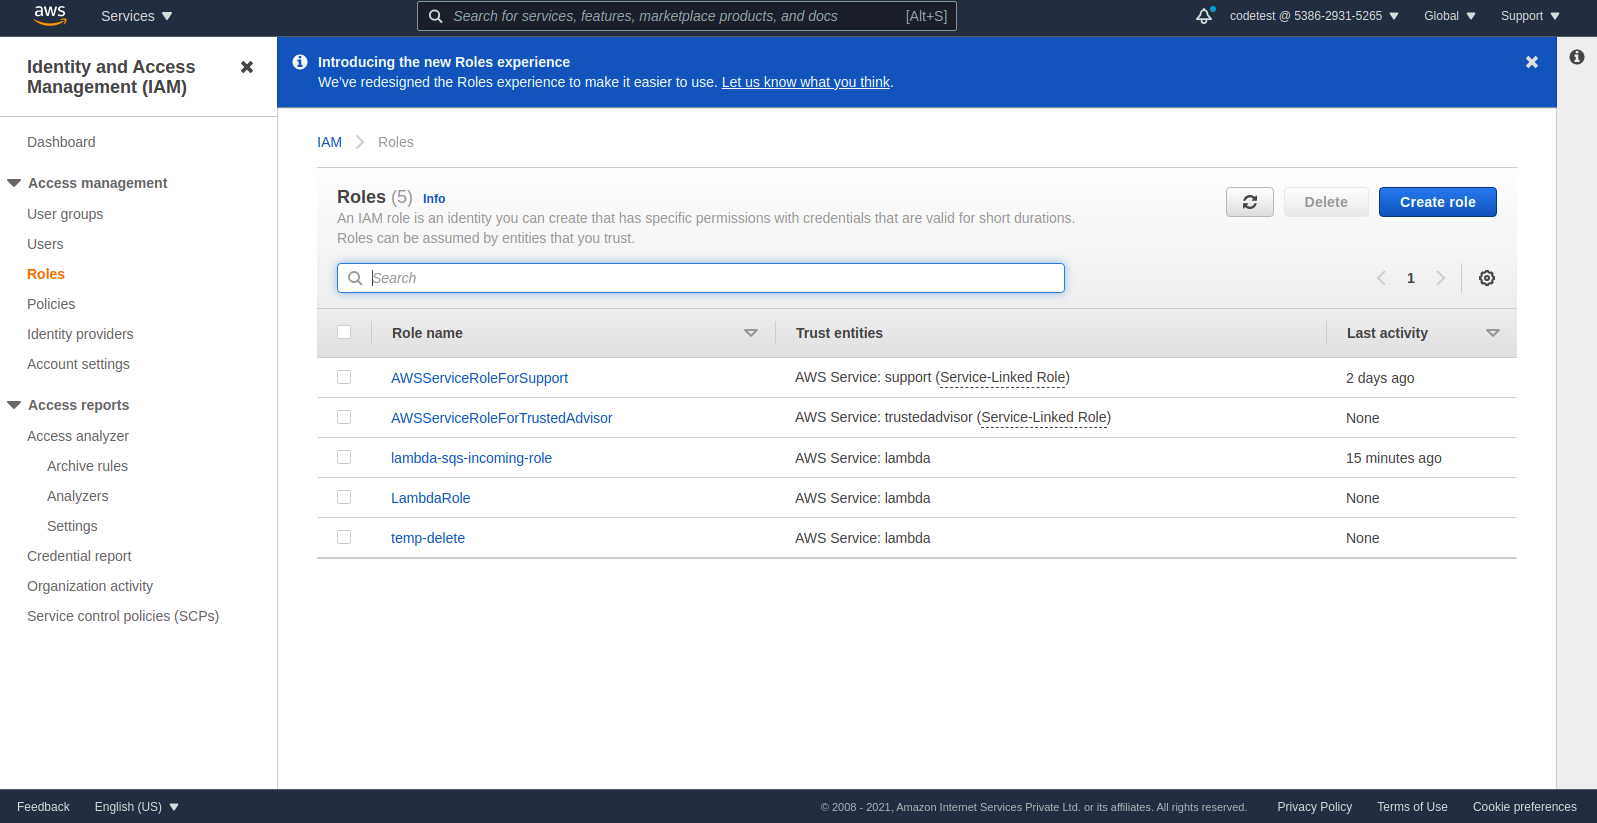 aws
Services
Search for services, features, marketplace products, and docs [Alt+S]
codetest @ 5386-2931-5265
Global
Support
Identity and Access
Management (IAM)
Dashboard
Access management
User groups
Users
Roles
Policies
Identity providers
Account settings
Access reports
Access analyzer
Archive rules
Analyzers
Settings
Credential report
Organization activity
Service control policies (SCPs)
Introducing the new Roles experience
We've redesigned the Roles experience to make it easier to use. Let us know what you think.
IAM Roles
Roles (5) Info
An IAM role is an identity you can create that has specific permissions with credentials that are valid for short durations.
Roles can be assumed by entities that you trust.
Delete
Create role
Search
1
Role name Trust entities Last activity
AWSServiceRoleForSupport AWS Service: support (Service-Linked Role) 2 days ago
AWSServiceRoleForTrustedAdvisor AWS Service: trustedadvisor (Service-Linked Role) None
lambda-sqs-incoming-role AWS Service: lambda 15 minutes ago
LambdaRole AWS Service: lambda None
temp-delete AWS Service: lambda None
Feedback English (US) © 2008 - 2021, Amazon Internet Services Private Ltd. or its affiliates. All rights reserved. Privacy Policy Terms of Use Cookie preferences